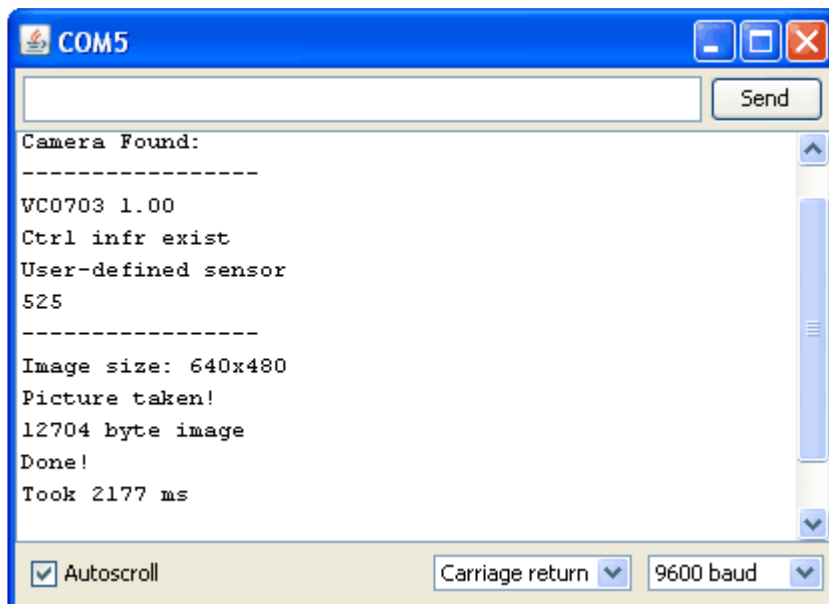 COM5
Send
Camera Found:
-----------------
VC0703 1.00
Ctrl infr exist
User-defined sensor
525
-----------------
Image size: 640x480
Picture taken!
12704 byte image
Done!
Took 2177 ms
Autoscroll
Carriage return
9600 baud